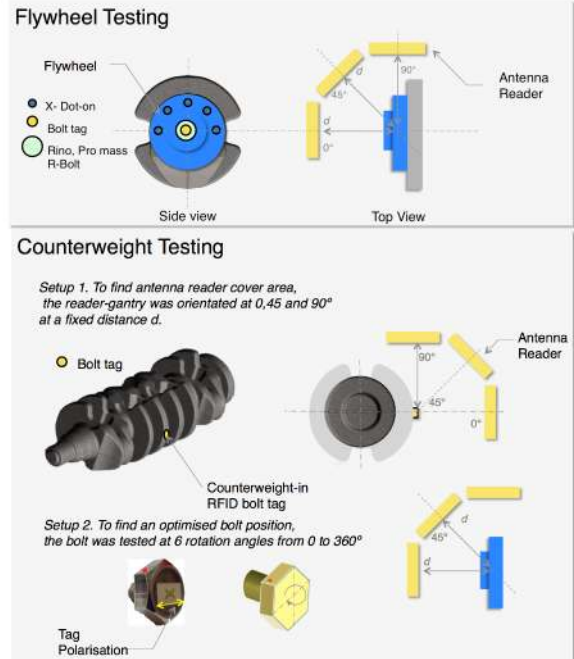 Flywheel Testing
Flywheel
X- Dot-on
Bolt tag
Rino, Pro mass
R-Bolt
Side view
d
45°
90°
d
0°
Antenna
Reader
Top View
Counterweight Testing
Setup 1. To find antenna reader cover area,
the reader-gantry was orientated at 0,45 and 90º
at a fixed distance d.
Bolt tag
90°
45°
0°
Antenna
Reader
Counterweight-in
RFID bolt tag
Setup 2. To find an optimised bolt position,
the bolt was tested at 6 rotation angles from 0 to 360º
d
45°
d
Tag
Polarisation